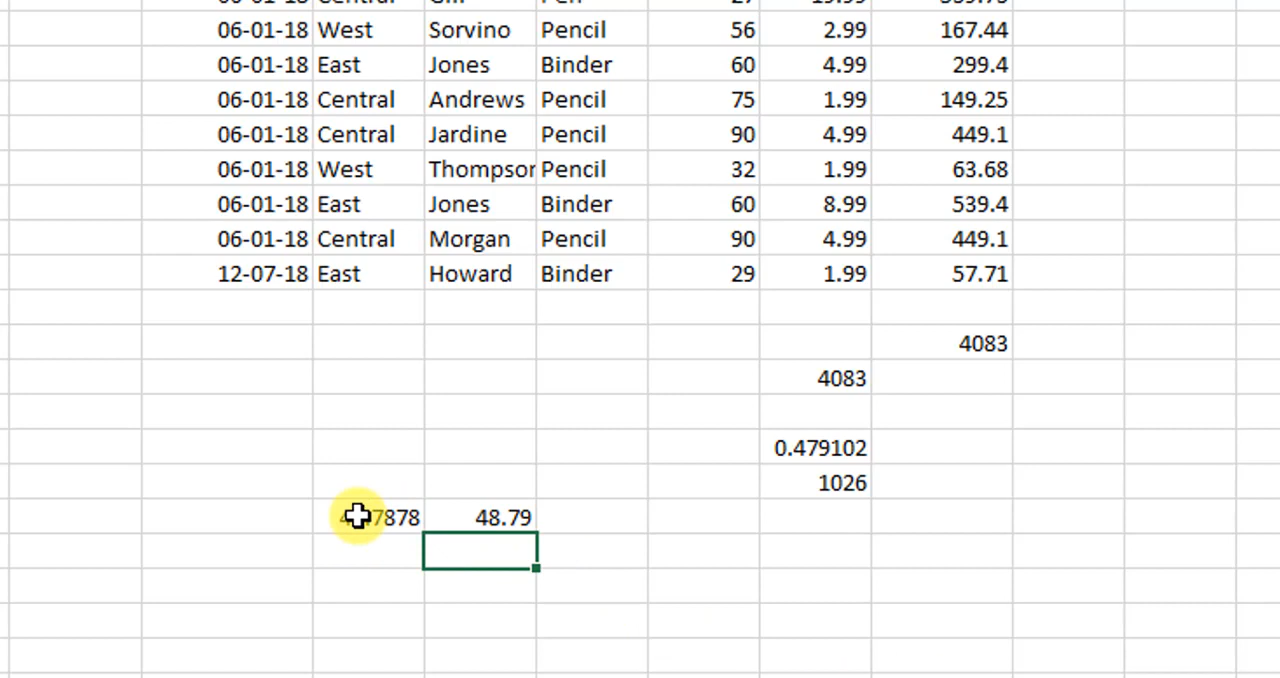 06-01-18 West Sorvino Pencil 56 2.99 167.44
06-01-18 East Jones Binder 60 4.99 299.4
06-01-18 Central Andrews Pencil 75 1.99 149.25
06-01-18 Central Jardine Pencil 90 4.99 449.1
06-01-18 West Thompson Pencil 32 1.99 63.68
06-01-18 East Jones Binder 60 8.99 539.4
06-01-18 Central Morgan Pencil 90 4.99 449.1
12-07-18 East Howard Binder 29 1.99 57.71
4083
4083
0.479102
1026
48.79